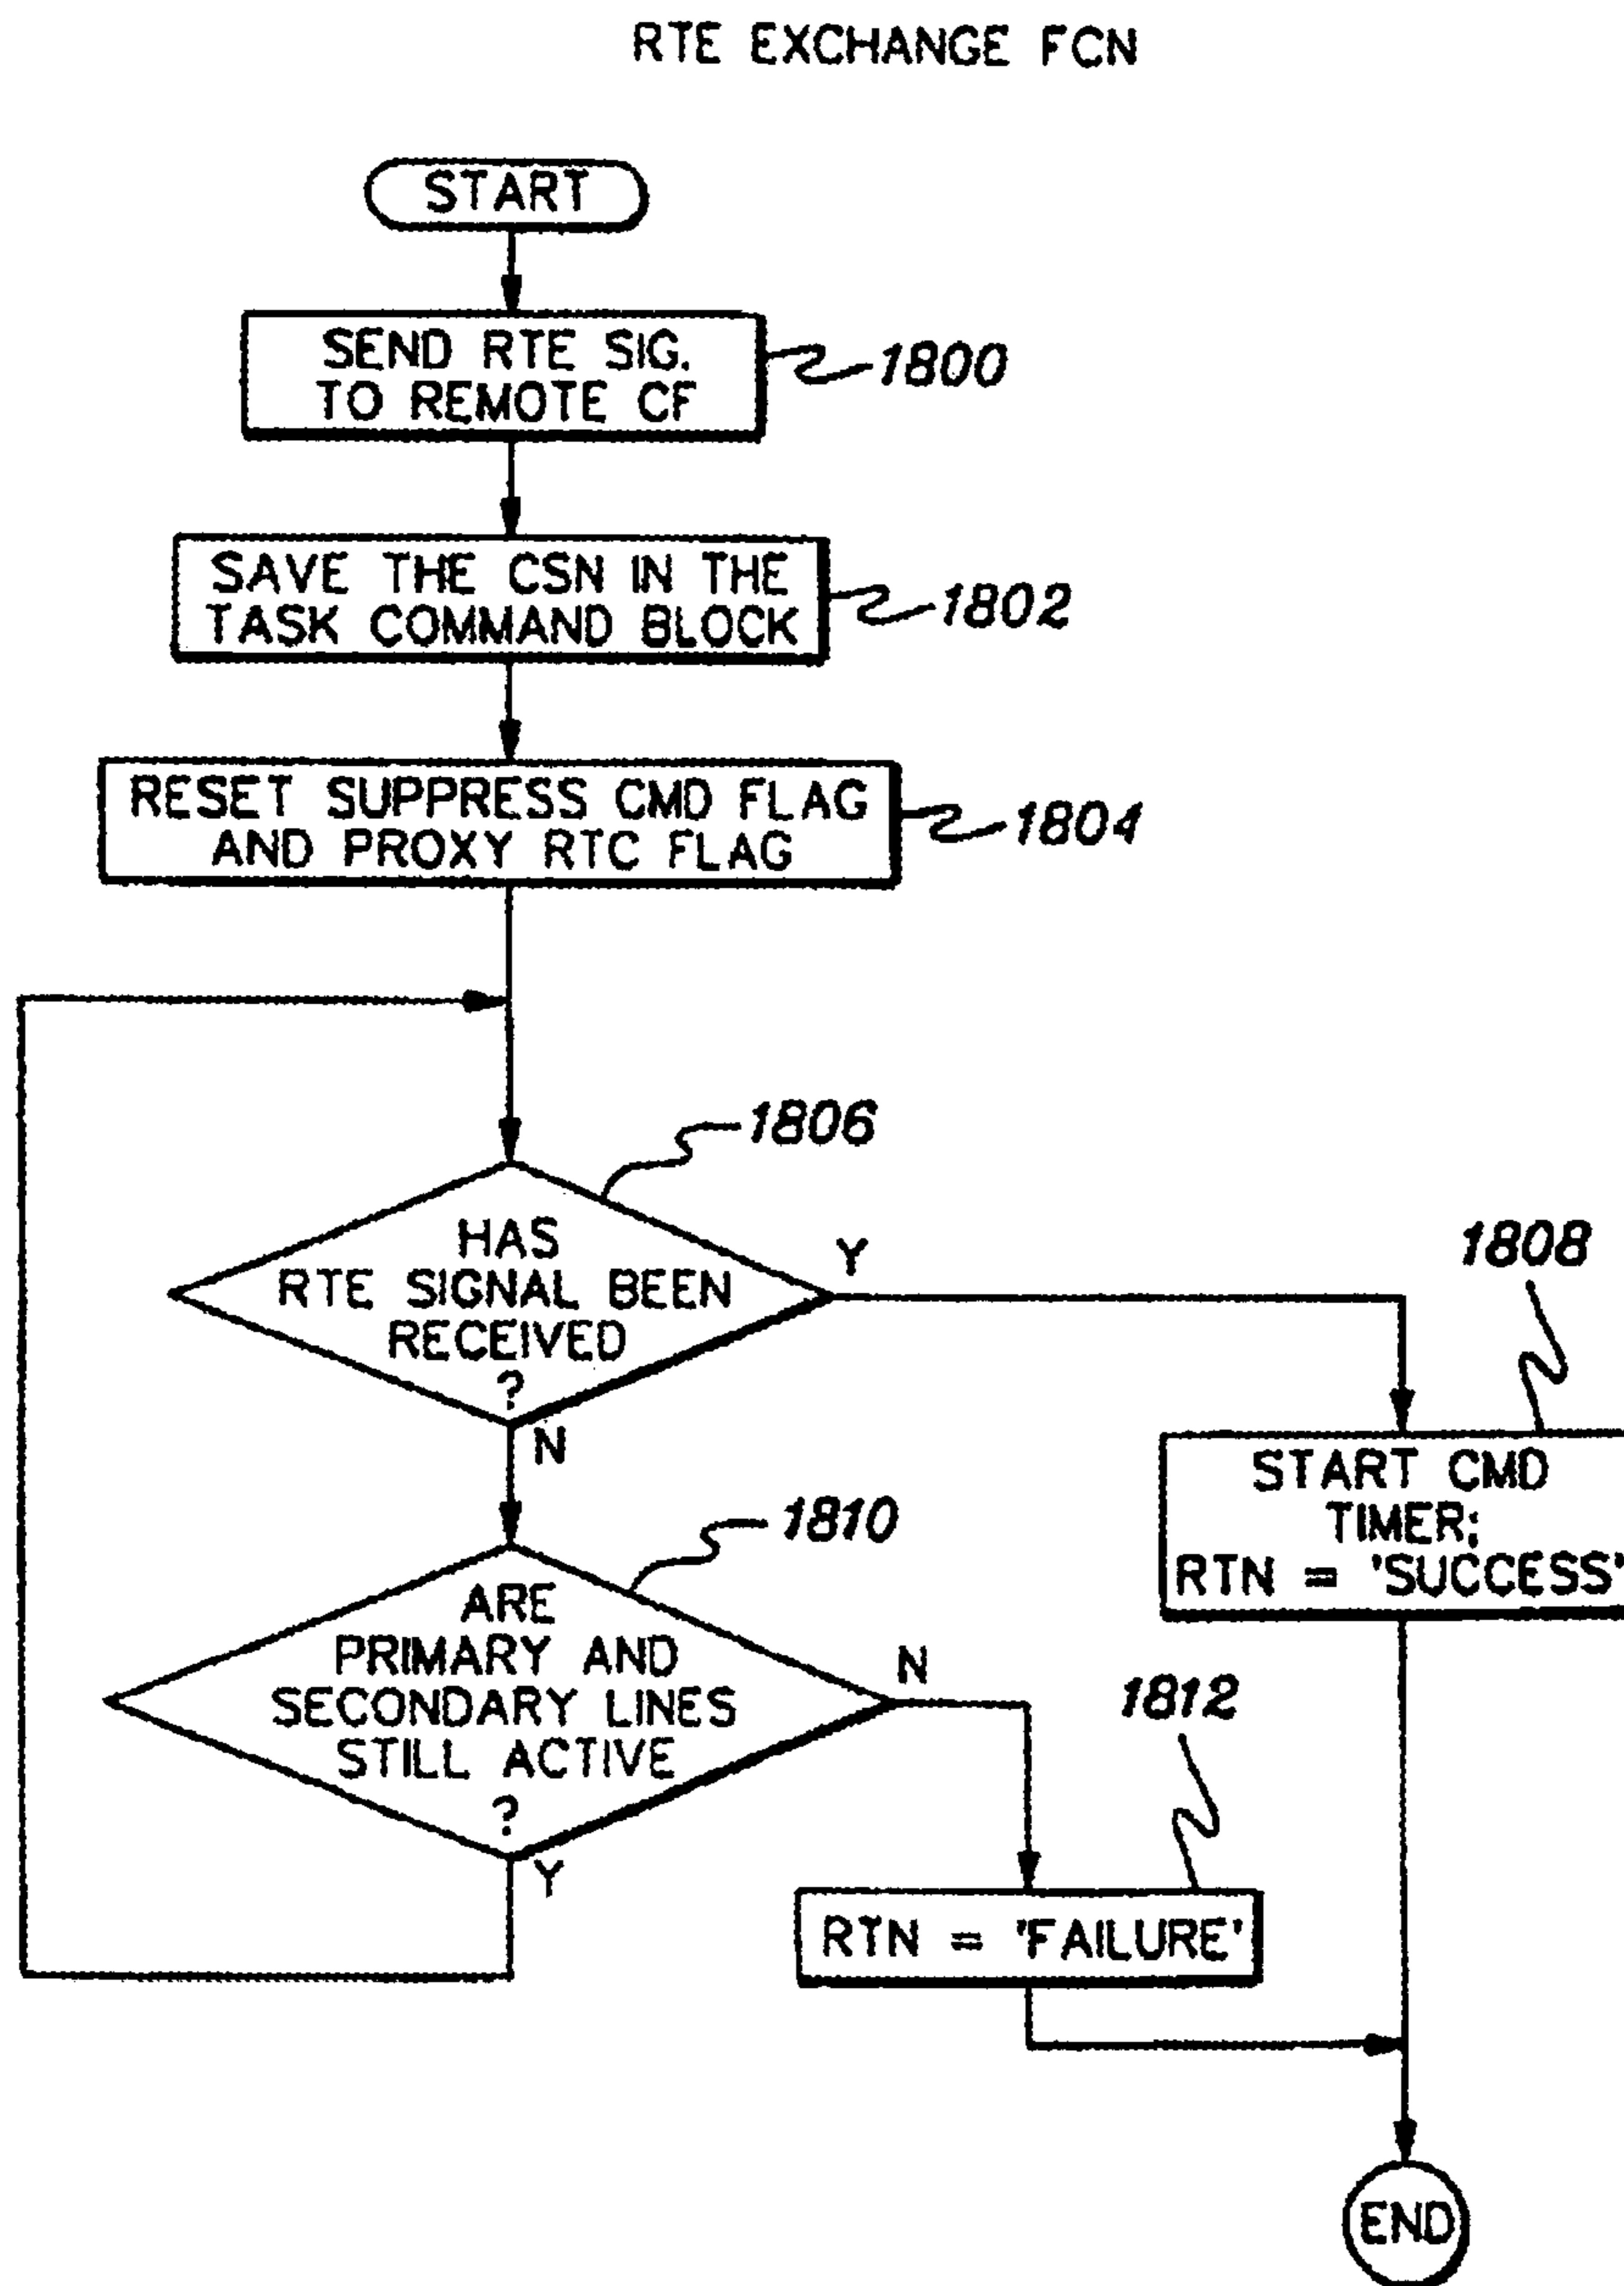 RTE EXCHANGE FCN
START
SEND RTE SIG.
TO REMOTE CF
1800
SAVE THE CSN IN THE
TASK COMMAND BLOCK
1802
RESET SUPPRESS CMD FLAG
AND PROXY RTC FLAG
1804
1806
HAS
RTE SIGNAL BEEN
RECEIVED
?
Y
N
1808
START CMD
TIMER;
RTN = 'SUCCESS'
1810
ARE
PRIMARY AND
SECONDARY LINES
STILL ACTIVE
?
N
Y
1812
RTN = 'FAILURE'
END